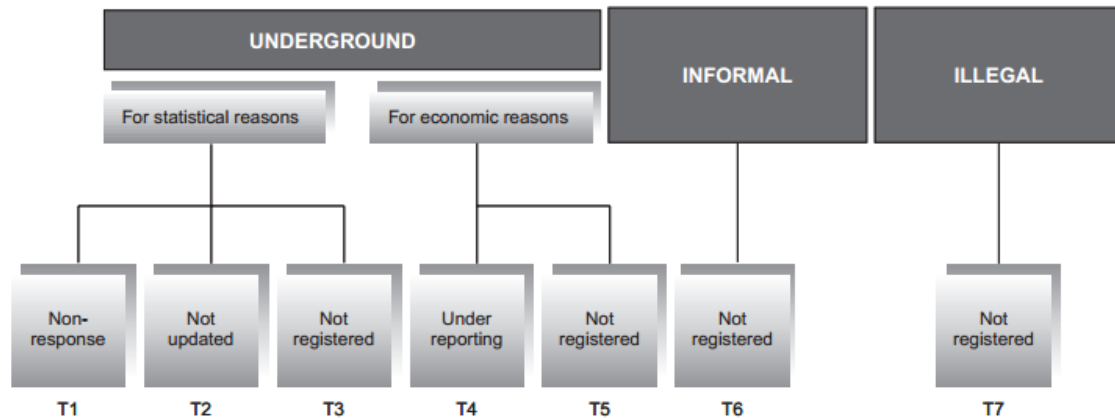 UNDERGROUND
INFORMAL
ILLEGAL
For statistical reasons
For economic reasons
Non-
response
Not
updated
Not
registered
Under
reporting
Not
registered
Not
registered
Not
registered
T1
T2
T3
T4
T5
T6
T7